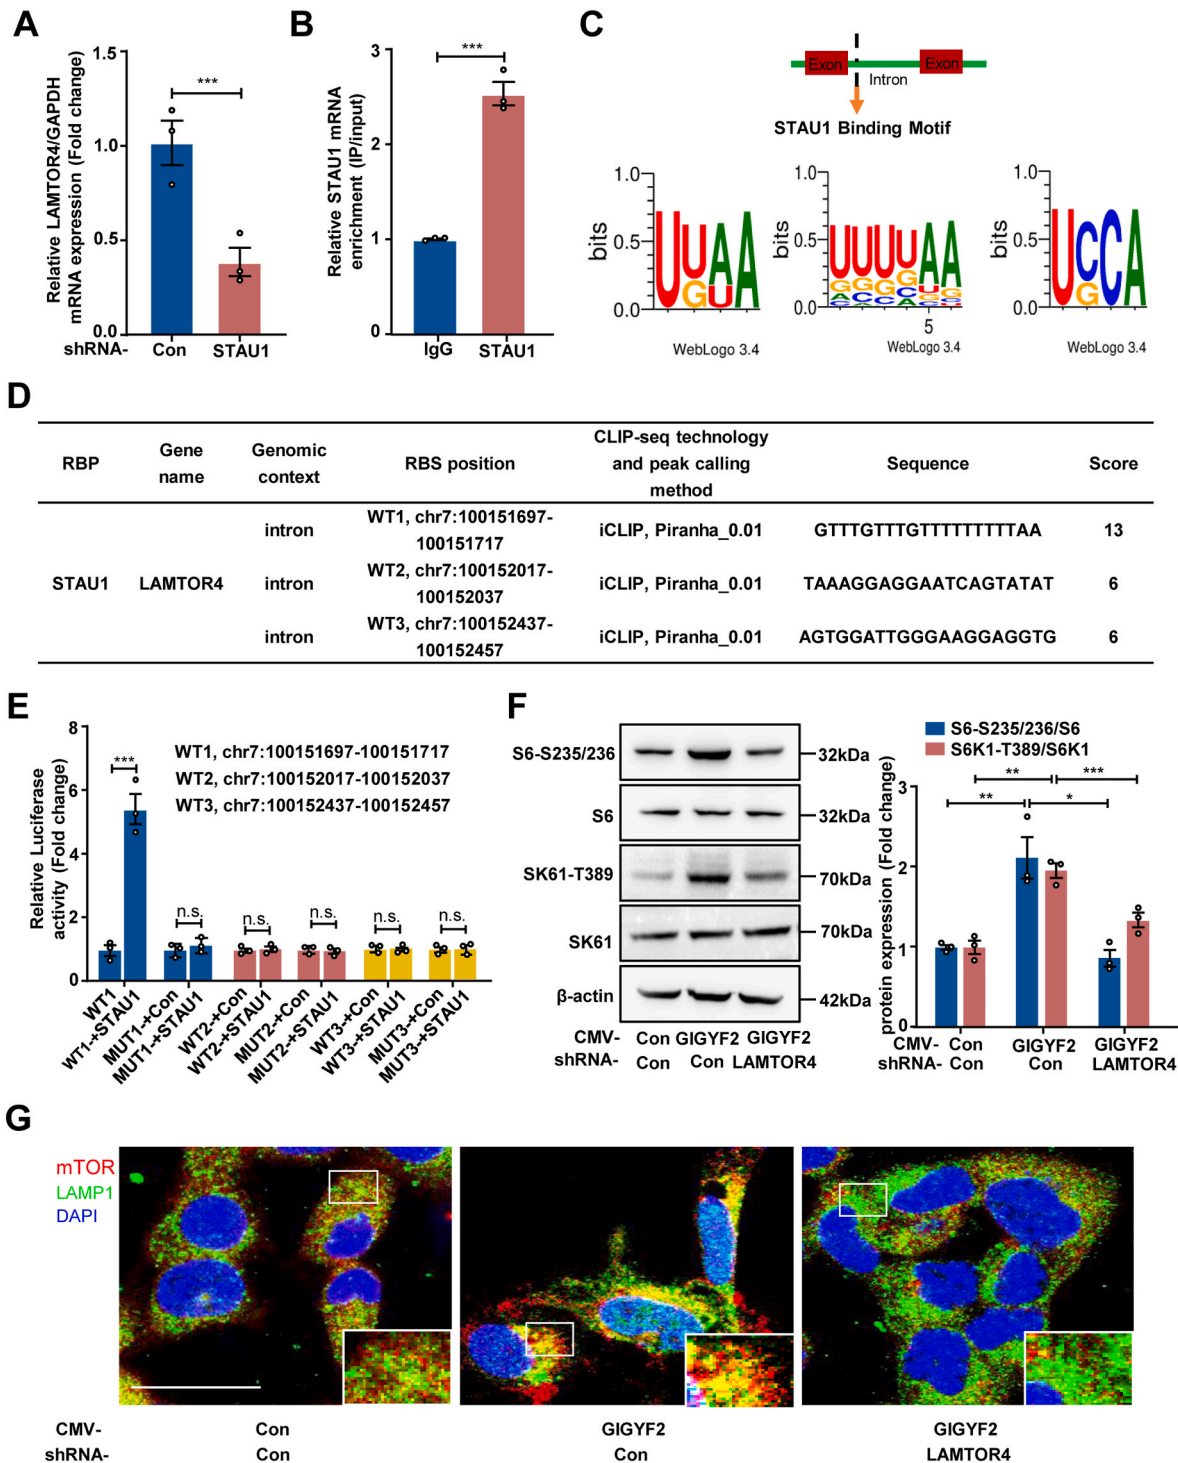 A
Relative LAMTOR4/GAPDH
mRNA expression (Fold change)
1.5
1.0
0.5
0.0
***
shRNA-
Con
STAU1
B
Relative STAU1 mRNA
enrichment (IP/input)
3
2
1
0
***
IgG
STAU1
C
Exon
Exon
Intron
STAU1 Binding Motif
bits
1.0
0.5
0.0
UUAA
GU
WebLogo 3.4
bits
1.0
0.5
0.0
UUUUAA
5
WebLogo 3.4
bits
1.0
0.5
0.0
UCCA
G
WebLogo 3.4
D
RBP
Gene
name
Genomic
context
RBS position
CLIP-seq technology
and peak calling
method
Sequence
Score
STAU1
LAMTOR4
intron
WT1, chr7:100151697-
100151717
iCLIP, Piranha_0.01
GTTTGTTTGTTTTTTTTTAA
13
intron
WT2, chr7:100152017-
100152037
iCLIP, Piranha_0.01
TAAAGGAGGAATCAGTATAT
6
intron
WT3, chr7:100152437-
100152457
iCLIP, Piranha_0.01
AGTGGATTGGGAAGGAGGTG
6
E
Relative Luciferase
activity (Fold change)
8
6
4
2
0
WT1, chr7:100151697-100151717
WT2, chr7:100152017-100152037
WT3, chr7:100152437-100152457
***
n.s.
n.s.
n.s.
n.s.
n.s.
WT1
WT1-+STAU1
MUT1-+Con
MUT1-+STAU1
WT2-+Con
WT2-+STAU1
MUT2-+Con
MUT2-+STAU1
WT3-+Con
WT3-+STAU1
MUT3-+Con
MUT3-+STAU1
F
S6-S235/236
32kDa
S6
32kDa
SK61-T389
70kDa
SK61
70kDa
β-actin
42kDa
CMV-
Con
GIGYF2
GIGYF2
shRNA-
Con
Con
LAMTOR4
S6-S235/236/S6
S6K1-T389/S6K1
protein expression (Fold change)
3
2
1
0
**
***
**
*
CMV-
Con
GIGYF2
GIGYF2
shRNA-
Con
Con
LAMTOR4
G
mTOR
LAMP1
DAPI
CMV-
Con
GIGYF2
GIGYF2
shRNA-
Con
Con
LAMTOR4